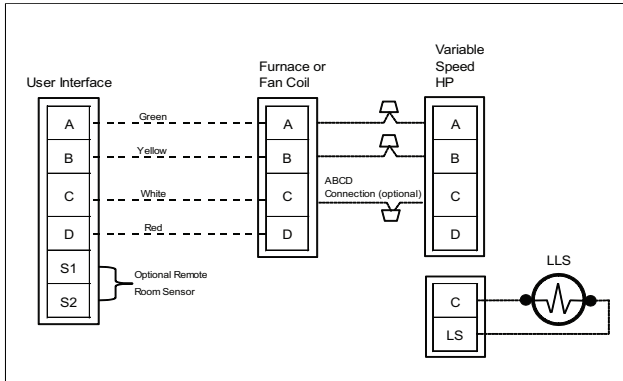 User Interface
A
B
C
D
S1
S2
Green
Yellow
White
Red
Optional Remote
Room Sensor
Furnace or
Fan Coil
A
B
C
D
ABCD
Connection (optional)
Variable
Speed
HP
A
B
C
D
LLS
C
LS